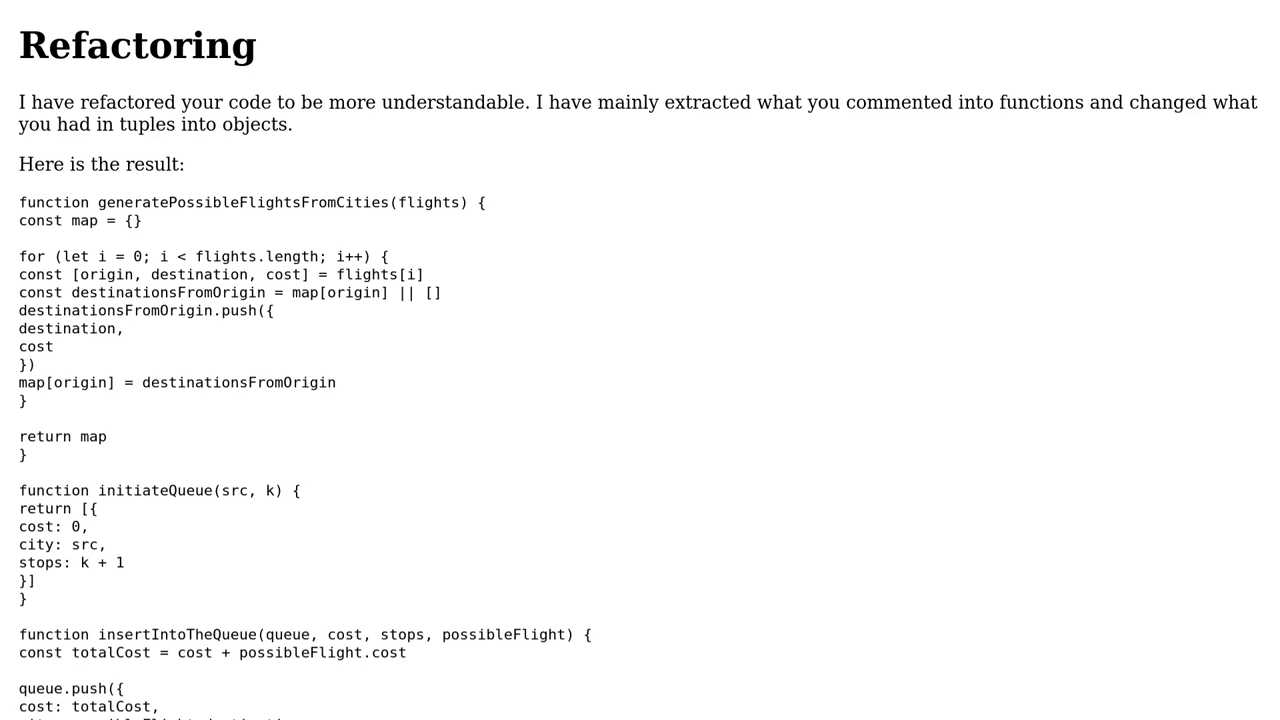 Refactoring
I have refactored your code to be more understandable. I have mainly extracted what you commented into functions and changed what
you had in tuples into objects.
Here is the result:
function generatePossibleFlightsFromCities(flights) {
const map = {}
for (let i = 0; i < flights.length; i++) {
const [origin, destination, cost] = flights[i]
const destinationsFromOrigin = map[origin] || []
destinationsFromOrigin.push({
destination,
cost
})
map[origin] = destinationsFromOrigin
}
return map
}
function initiateQueue(src, k) {
return [{
cost: 0,
city: src,
stops: k + 1
}]
}
function insertIntoTheQueue(queue, cost, stops, possibleFlight) {
const totalCost = cost + possibleFlight.cost
queue.push({
cost: totalCost,